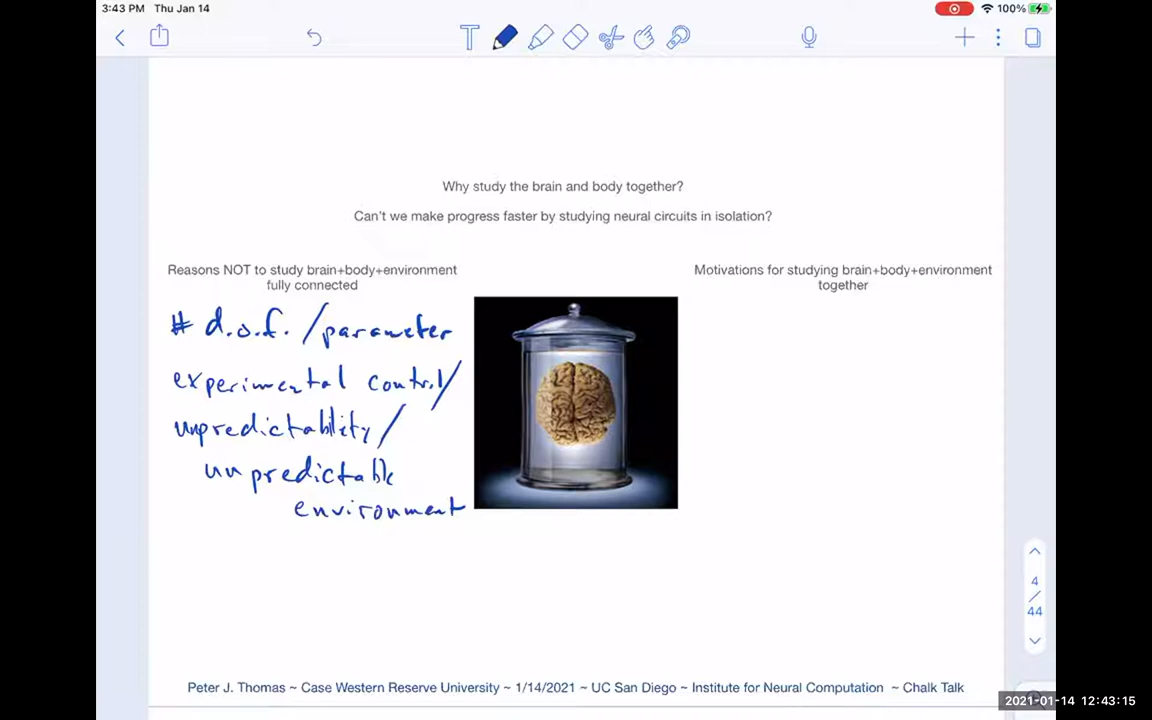 3:43 PM Thu Jan 14
100%
T
Why study the brain and body together?
Can't we make progress faster by studying neural circuits in isolation?
Reasons NOT to study brain+body+environment
fully connected
Motivations for studying brain+body+environment
together
# d.o.f. /parameter
experimental control/
unpredictability/
unpredictable
environment
4
/
44
Peter J. Thomas ~ Case Western Reserve University ~ 1/14/2021 ~ UC San Diego ~ Institute for Neural Computation ~ Chalk Talk
2021-01-14 12:43:15